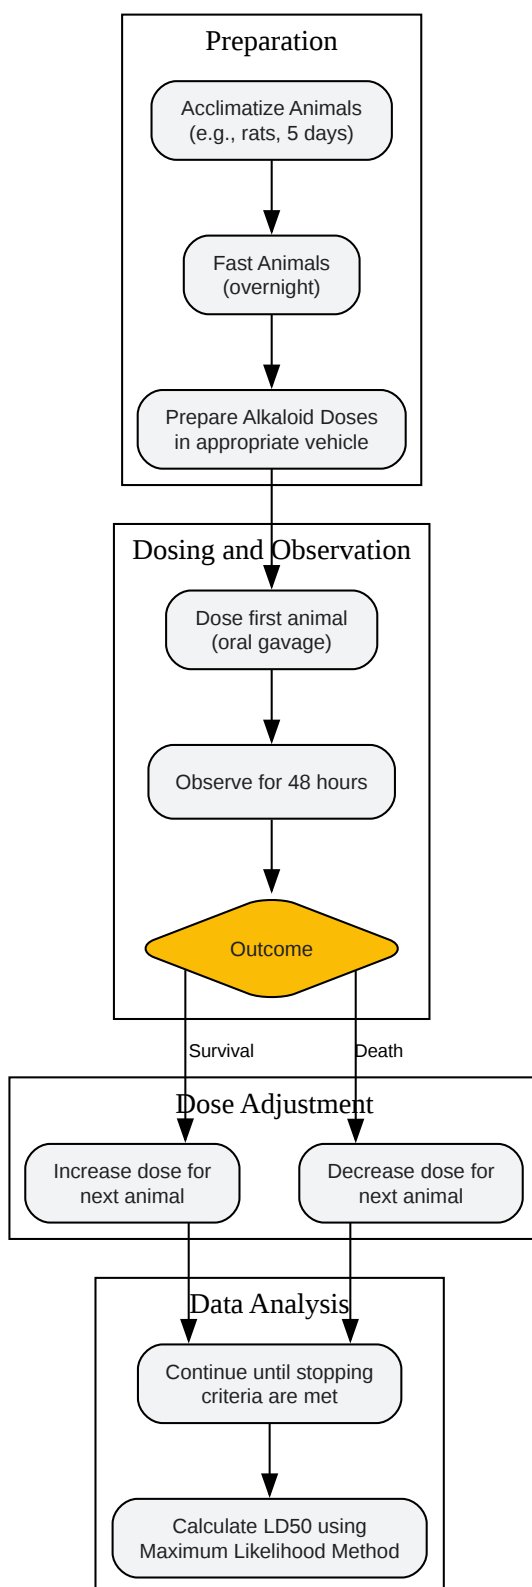 Preparation
Acclimatize Animals
(e.g., rats, 5 days)
Fast Animals
(overnight)
Prepare Alkaloid Doses
in appropriate vehicle
Dosing and Observation
Dose first animal
(oral gavage)
Observe for 48 hours
Outcome
Survival
Death
Dose Adjustment
Increase dose for
next animal
Decrease dose for
next animal
Data Analysis
Continue until stopping
criteria are met
Calculate LD50 using
Maximum Likelihood Method